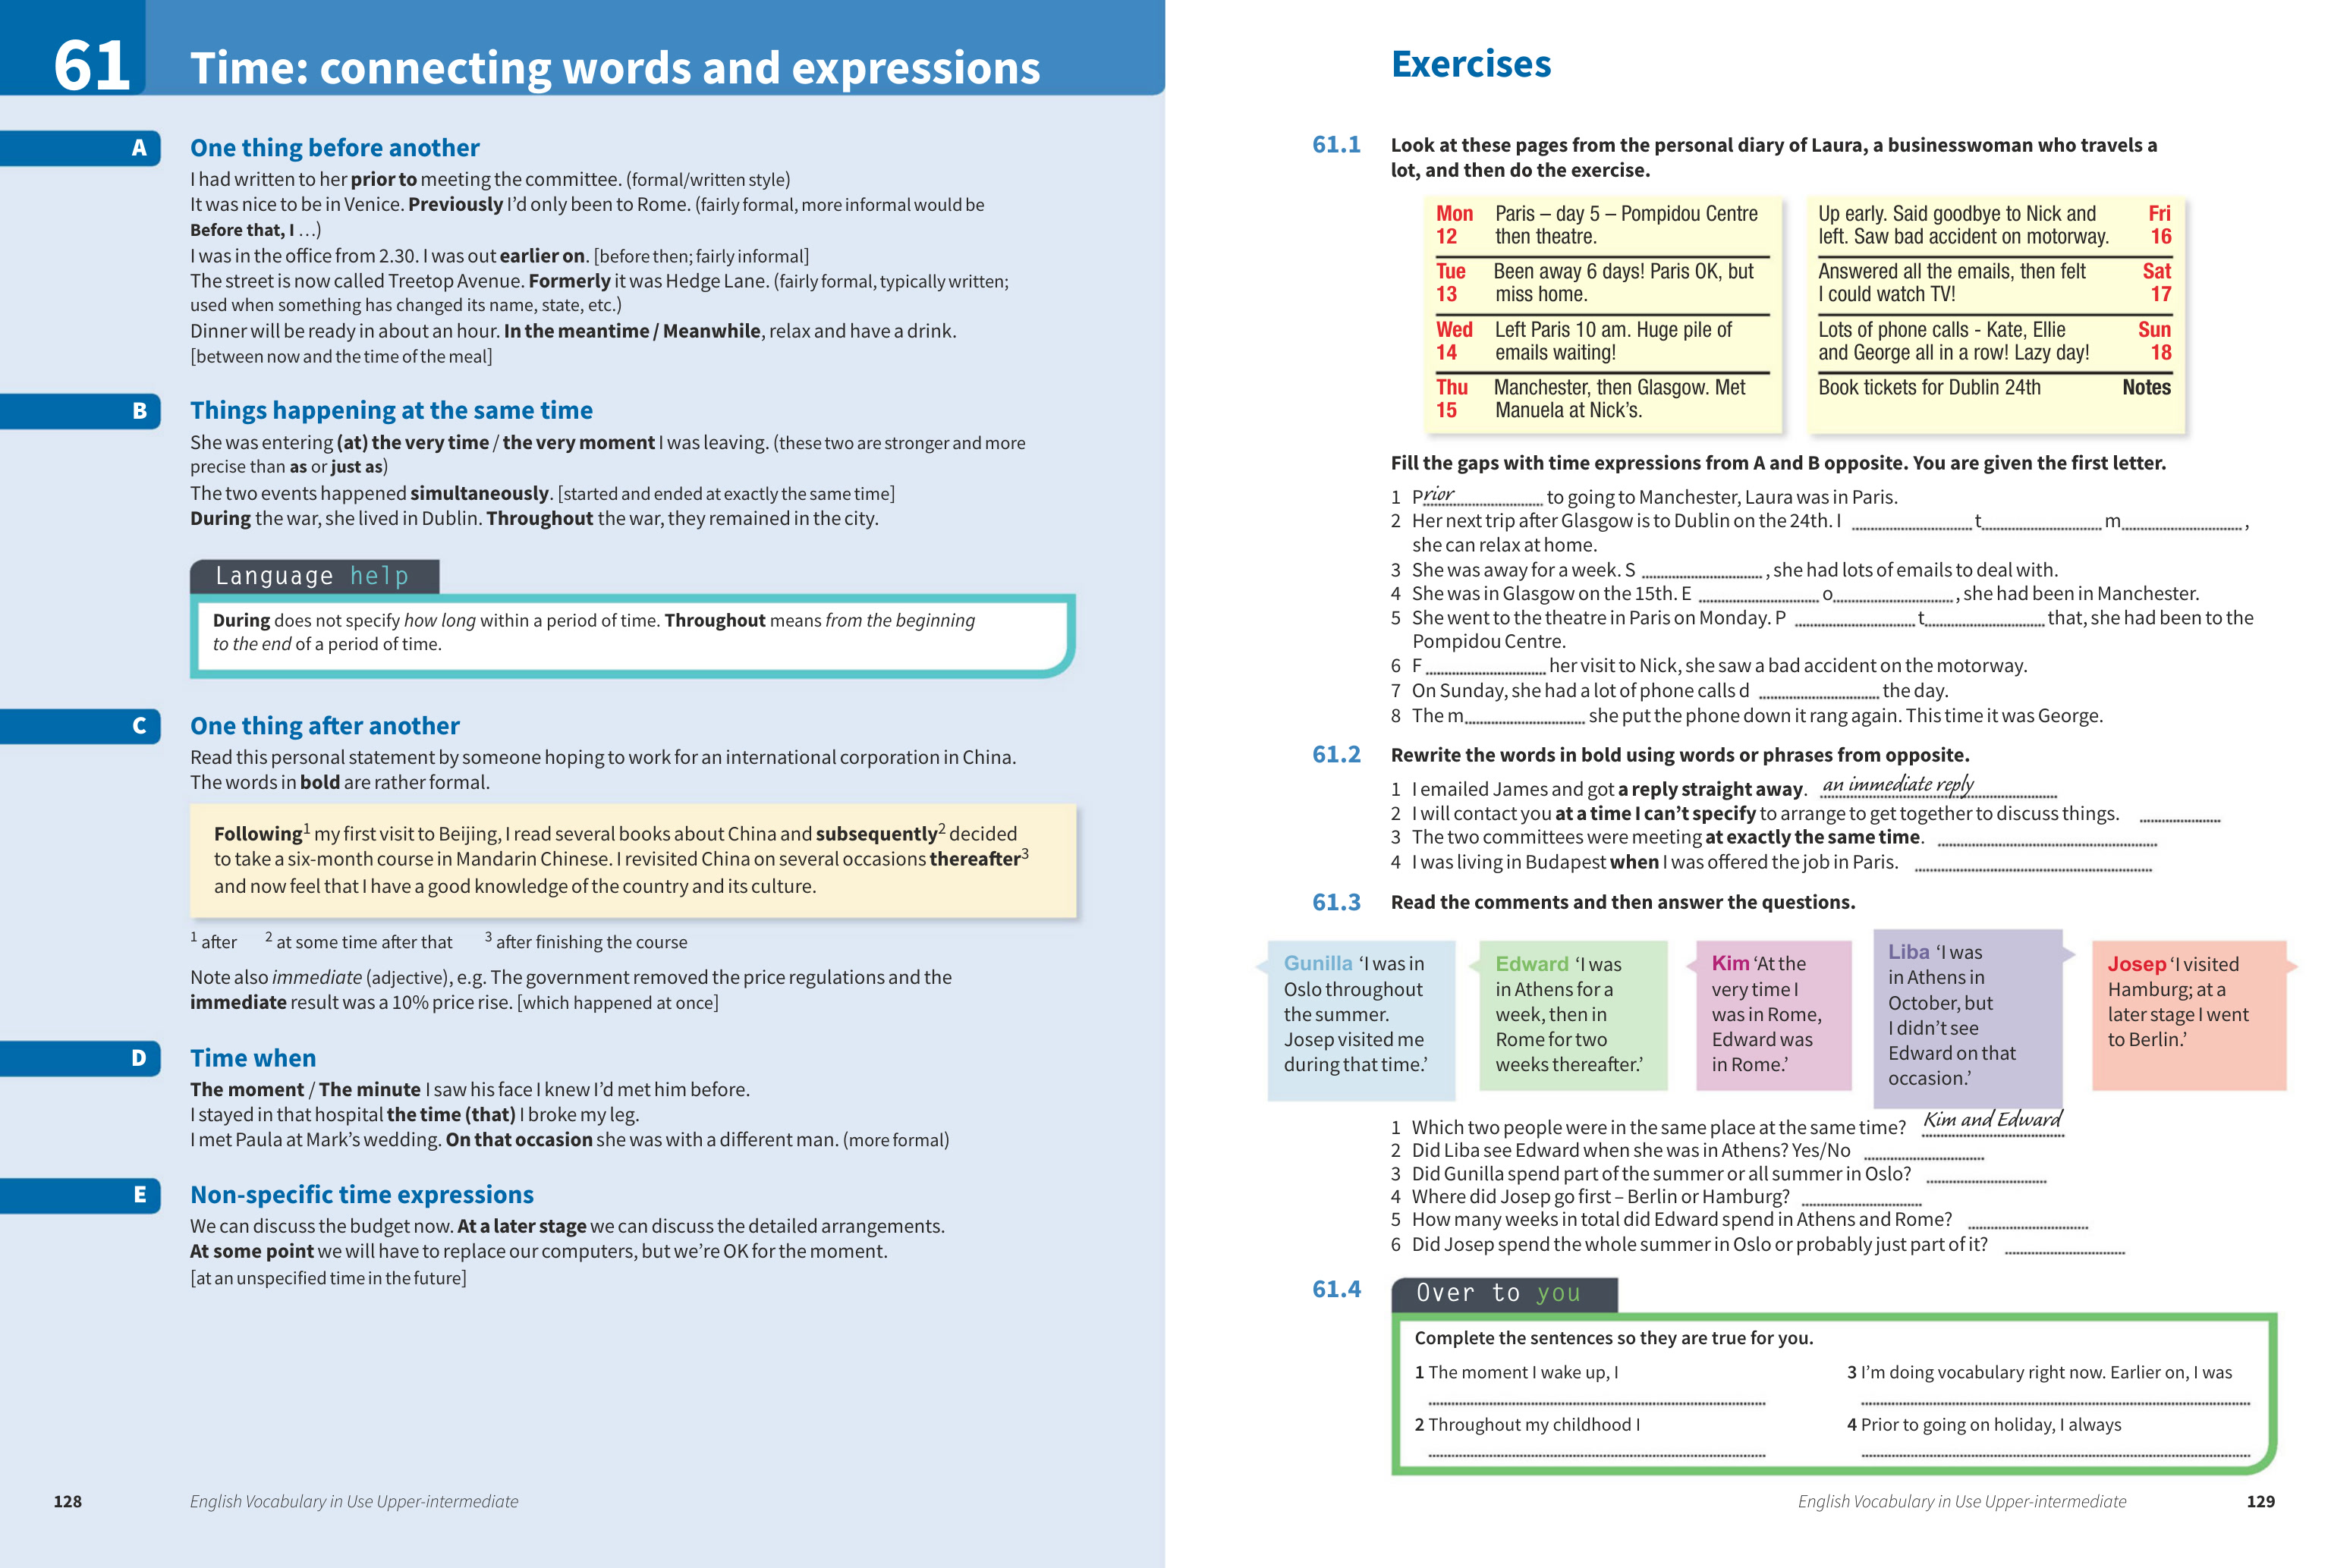 61
Time: connecting words and expressions
A
One thing before another
I had written to her prior to meeting the committee. (formal/written style)
It was nice to be in Venice. Previously I’d only been to Rome. (fairly formal, more informal would be
Before that, I …)
I was in the office from 2.30. I was out earlier on. [before then; fairly informal]
The street is now called Treetop Avenue. Formerly it was Hedge Lane. (fairly formal, typically written;
used when something has changed its name, state, etc.)
Dinner will be ready in about an hour. In the meantime / Meanwhile, relax and have a drink.
[between now and the time of the meal]
B
Things happening at the same time
She was entering (at) the very time / the very moment I was leaving. (these two are stronger and more
precise than as or just as)
The two events happened simultaneously. [started and ended at exactly the same time]
During the war, she lived in Dublin. Throughout the war, they remained in the city.
Language help
During does not specify how long within a period of time. Throughout means from the beginning
to the end of a period of time.
C
One thing after another
Read this personal statement by someone hoping to work for an international corporation in China.
The words in bold are rather formal.
Following1 my first visit to Beijing, I read several books about China and subsequently2 decided
to take a six-month course in Mandarin Chinese. I revisited China on several occasions thereafter3
and now feel that I have a good knowledge of the country and its culture.
1 after 2 at some time after that 3 after finishing the course
Note also immediate (adjective), e.g. The government removed the price regulations and the
immediate result was a 10% price rise. [which happened at once]
D
Time when
The moment / The minute I saw his face I knew I’d met him before.
I stayed in that hospital the time (that) I broke my leg.
I met Paula at Mark’s wedding. On that occasion she was with a different man. (more formal)
E
Non-specific time expressions
We can discuss the budget now. At a later stage we can discuss the detailed arrangements.
At some point we will have to replace our computers, but we’re OK for the moment.
[at an unspecified time in the future]
128
English Vocabulary in Use Upper-intermediate
Exercises
61.1
Look at these pages from the personal diary of Laura, a businesswoman who travels a
lot, and then do the exercise.
Mon Paris – day 5 – Pompidou Centre
12 then theatre.
Tue Been away 6 days! Paris OK, but
13 miss home.
Wed Left Paris 10 am. Huge pile of
14 emails waiting!
Thu Manchester, then Glasgow. Met
15 Manuela at Nick’s.
Up early. Said goodbye to Nick and Fri
left. Saw bad accident on motorway. 16
Answered all the emails, then felt Sat
I could watch TV! 17
Lots of phone calls - Kate, Ellie Sun
and George all in a row! Lazy day! 18
Book tickets for Dublin 24th Notes
Fill the gaps with time expressions from A and B opposite. You are given the first letter.
1 Prior to going to Manchester, Laura was in Paris.
2 Her next trip after Glasgow is to Dublin on the 24th. I t m ,
she can relax at home.
3 She was away for a week. S , she had lots of emails to deal with.
4 She was in Glasgow on the 15th. E o , she had been in Manchester.
5 She went to the theatre in Paris on Monday. P t that, she had been to the
Pompidou Centre.
6 F her visit to Nick, she saw a bad accident on the motorway.
7 On Sunday, she had a lot of phone calls d the day.
8 The m she put the phone down it rang again. This time it was George.
61.2
Rewrite the words in bold using words or phrases from opposite.
1 I emailed James and got a reply straight away. an immediate reply
2 I will contact you at a time I can’t specify to arrange to get together to discuss things.
3 The two committees were meeting at exactly the same time.
4 I was living in Budapest when I was offered the job in Paris.
61.3
Read the comments and then answer the questions.
Gunilla ‘I was in
Oslo throughout
the summer.
Josep visited me
during that time.’
Edward ‘I was
in Athens for a
week, then in
Rome for two
weeks thereafter.’
Kim ‘At the
very time I
was in Rome,
Edward was
in Rome.’
Liba ‘I was
in Athens in
October, but
I didn’t see
Edward on that
occasion.’
Josep ‘I visited
Hamburg; at a
later stage I went
to Berlin.’
1 Which two people were in the same place at the same time? Kim and Edward
2 Did Liba see Edward when she was in Athens? Yes/No
3 Did Gunilla spend part of the summer or all summer in Oslo?
4 Where did Josep go first – Berlin or Hamburg?
5 How many weeks in total did Edward spend in Athens and Rome?
6 Did Josep spend the whole summer in Oslo or probably just part of it?
61.4
Over to you
Complete the sentences so they are true for you.
1 The moment I wake up, I
2 Throughout my childhood I
3 I’m doing vocabulary right now. Earlier on, I was
4 Prior to going on holiday, I always
English Vocabulary in Use Upper-intermediate
129